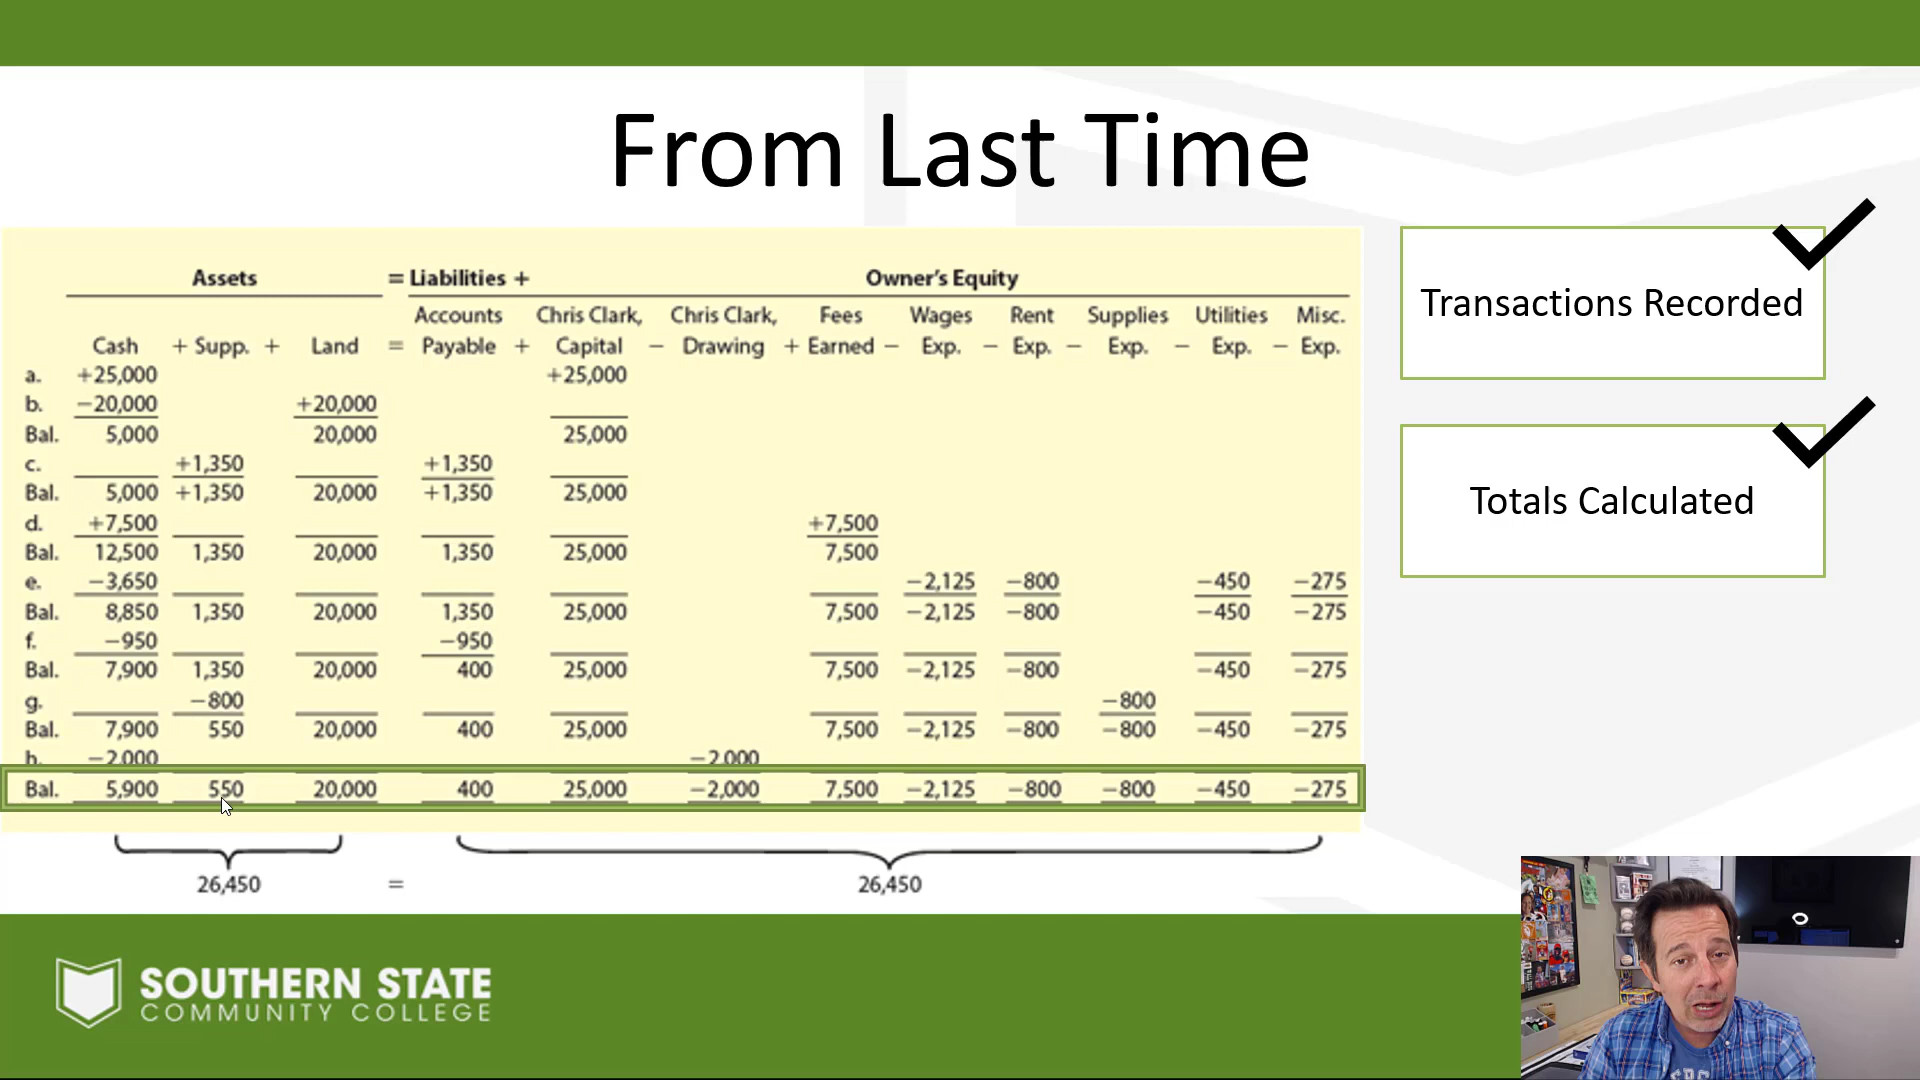 From Last Time
Assets = Liabilities + Owner's Equity
Accounts Chris Clark, Chris Clark, Fees Wages Rent Supplies Utilities Misc.
Cash + Supp. + Land = Payable + Capital − Drawing + Earned − Exp. − Exp. − Exp. − Exp. − Exp.
a. +25,000 +25,000
b. −20,000 +20,000
Bal. 5,000 20,000 25,000
c. +1,350 +1,350
Bal. 5,000 +1,350 20,000 +1,350 25,000
d. +7,500 +7,500
Bal. 12,500 1,350 20,000 1,350 25,000 7,500
e. −3,650 −2,125 −800 −450 −275
Bal. 8,850 1,350 20,000 1,350 25,000 7,500 −2,125 −800 −450 −275
f. −950 −950
Bal. 7,900 1,350 20,000 400 25,000 7,500 −2,125 −800 −450 −275
g. −800 −800
Bal. 7,900 550 20,000 400 25,000 7,500 −2,125 −800 −800 −450 −275
h. −2,000 −2,000
Bal. 5,900 550 20,000 400 25,000 −2,000 7,500 −2,125 −800 −800 −450 −275
26,450 = 26,450
Transactions Recorded
Totals Calculated
SOUTHERN STATE
COMMUNITY COLLEGE